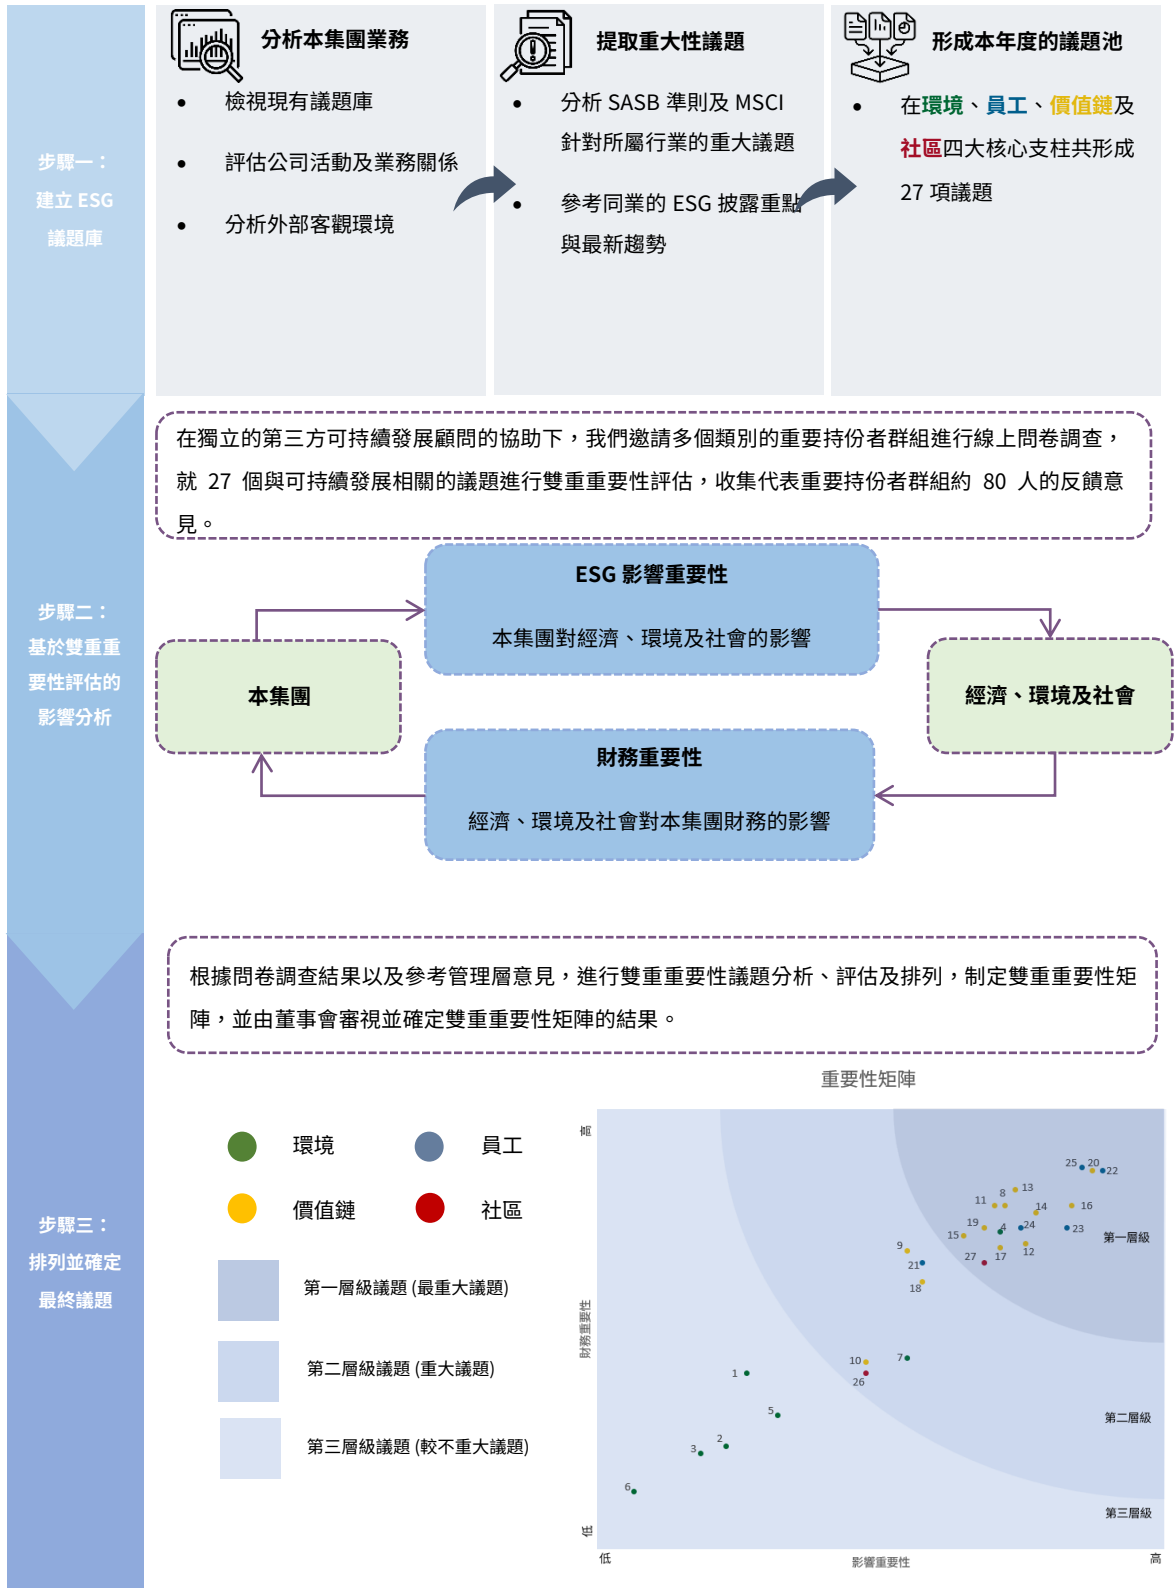 步驟一：
建立 ESG
議題庫
分析本集團業務
• 檢視現有議題庫
• 評估公司活動及業務關係
• 分析外部客觀環境
提取重大性議題
• 分析 SASB 準則及 MSCI
針對所屬行業的重大議題
• 參考同業的 ESG 披露重點
與最新趨勢
形成本年度的議題池
• 在環境、員工、價值鏈及
社區四大核心支柱共形成
27 項議題
步驟二：
基於雙重重
要性評估的
影響分析
在獨立的第三方可持續發展顧問的協助下，我們邀請多個類別的重要持份者群組進行線上問卷調查，
就 27 個與可持續發展相關的議題進行雙重重要性評估，收集代表重要持份者群組約 80 人的反饋意
見。
ESG 影響重要性
本集團對經濟、環境及社會的影響
本集團
經濟、環境及社會
財務重要性
經濟、環境及社會對本集團財務的影響
步驟三：
排列並確定
最終議題
根據問卷調查結果以及參考管理層意見，進行雙重重要性議題分析、評估及排列，制定雙重重要性矩
陣，並由董事會審視並確定雙重重要性矩陣的結果。
環境
員工
價值鏈
社區
第一層級議題 (最重大議題)
第二層級議題 (重大議題)
第三層級議題 (較不重大議題)
重要性矩陣
高
財務重要性
低
25
20
22
13
8
11
14
16
19
4
24
23
15
第一層級
12
17
27
9
21
18
7
10
26
1
5
第二層級
2
3
6
第三層級
低
影響重要性
高